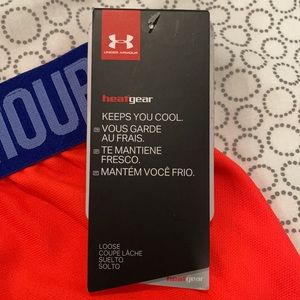 UNDER ARMOUR
heatgear
KEEPS YOU COOL.
VOUS GARDE
AU FRAIS.
TE MANTIENE
FRESCO.
MANTÉM VOCÊ FRIO.
LOOSE
COUPE LÂCHE
SUELTO
SOLTO
heatgear
OUR